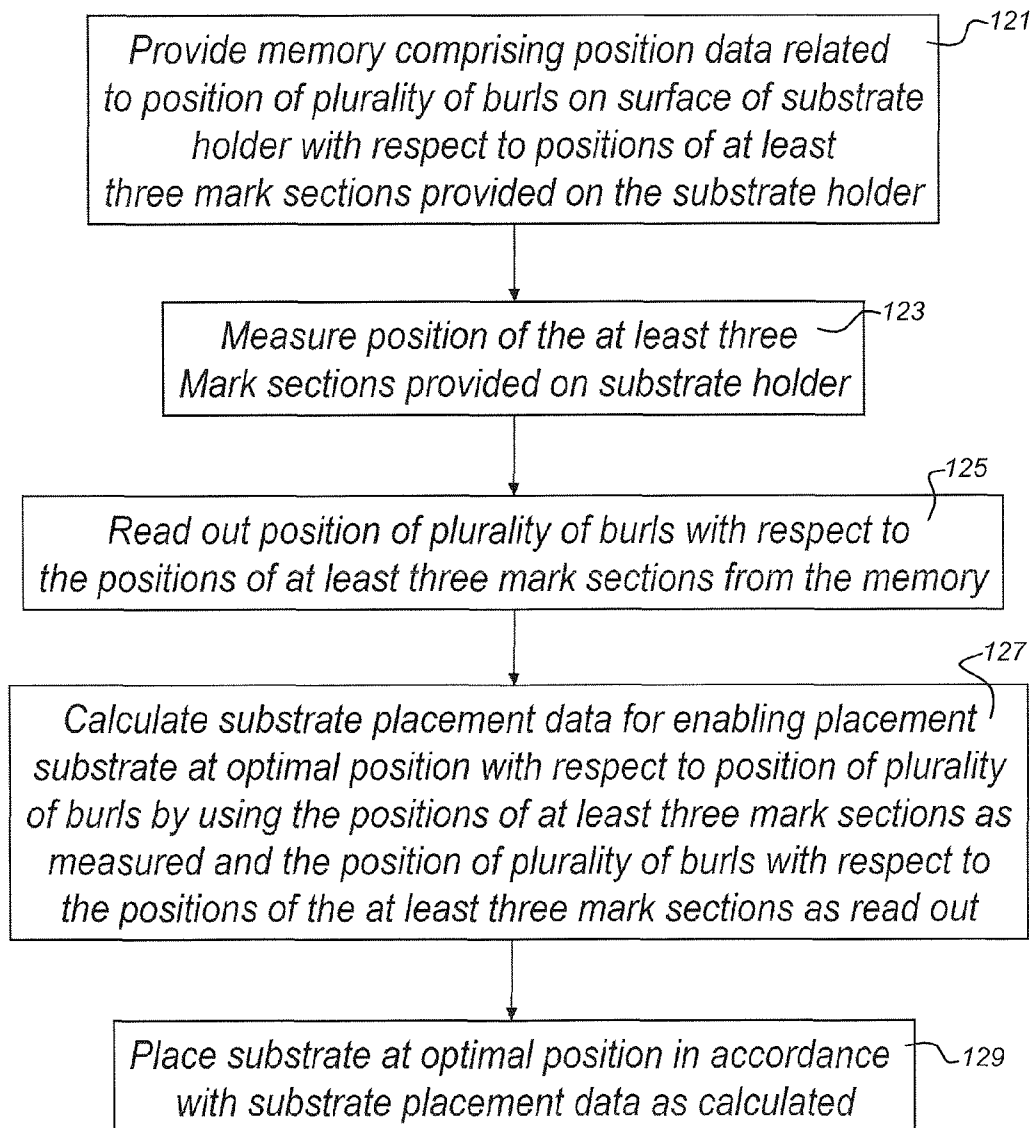 121
Provide memory comprising position data related
to position of plurality of burls on surface of substrate
holder with respect to positions of at least
three mark sections provided on the substrate holder
123
Measure position of the at least three
Mark sections provided on substrate holder
125
Read out position of plurality of burls with respect to
the positions of at least three mark sections from the memory
127
Calculate substrate placement data for enabling placement
substrate at optimal position with respect to position of plurality
of burls by using the positions of at least three mark sections as
measured and the position of plurality of burls with respect to
the positions of the at least three mark sections as read out
Place substrate at optimal position in accordance
129
with substrate placement data as calculated